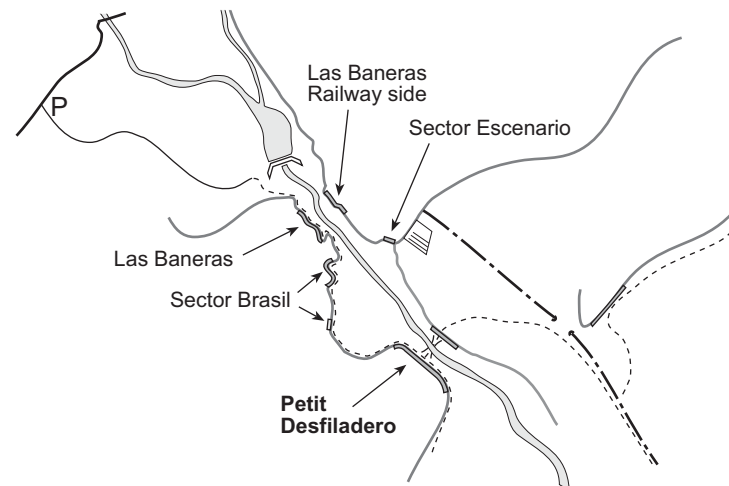 P
Las Baneras
Railway side
Sector Escenario
Las Baneras
Sector Brasil
Petit
Desfiladero